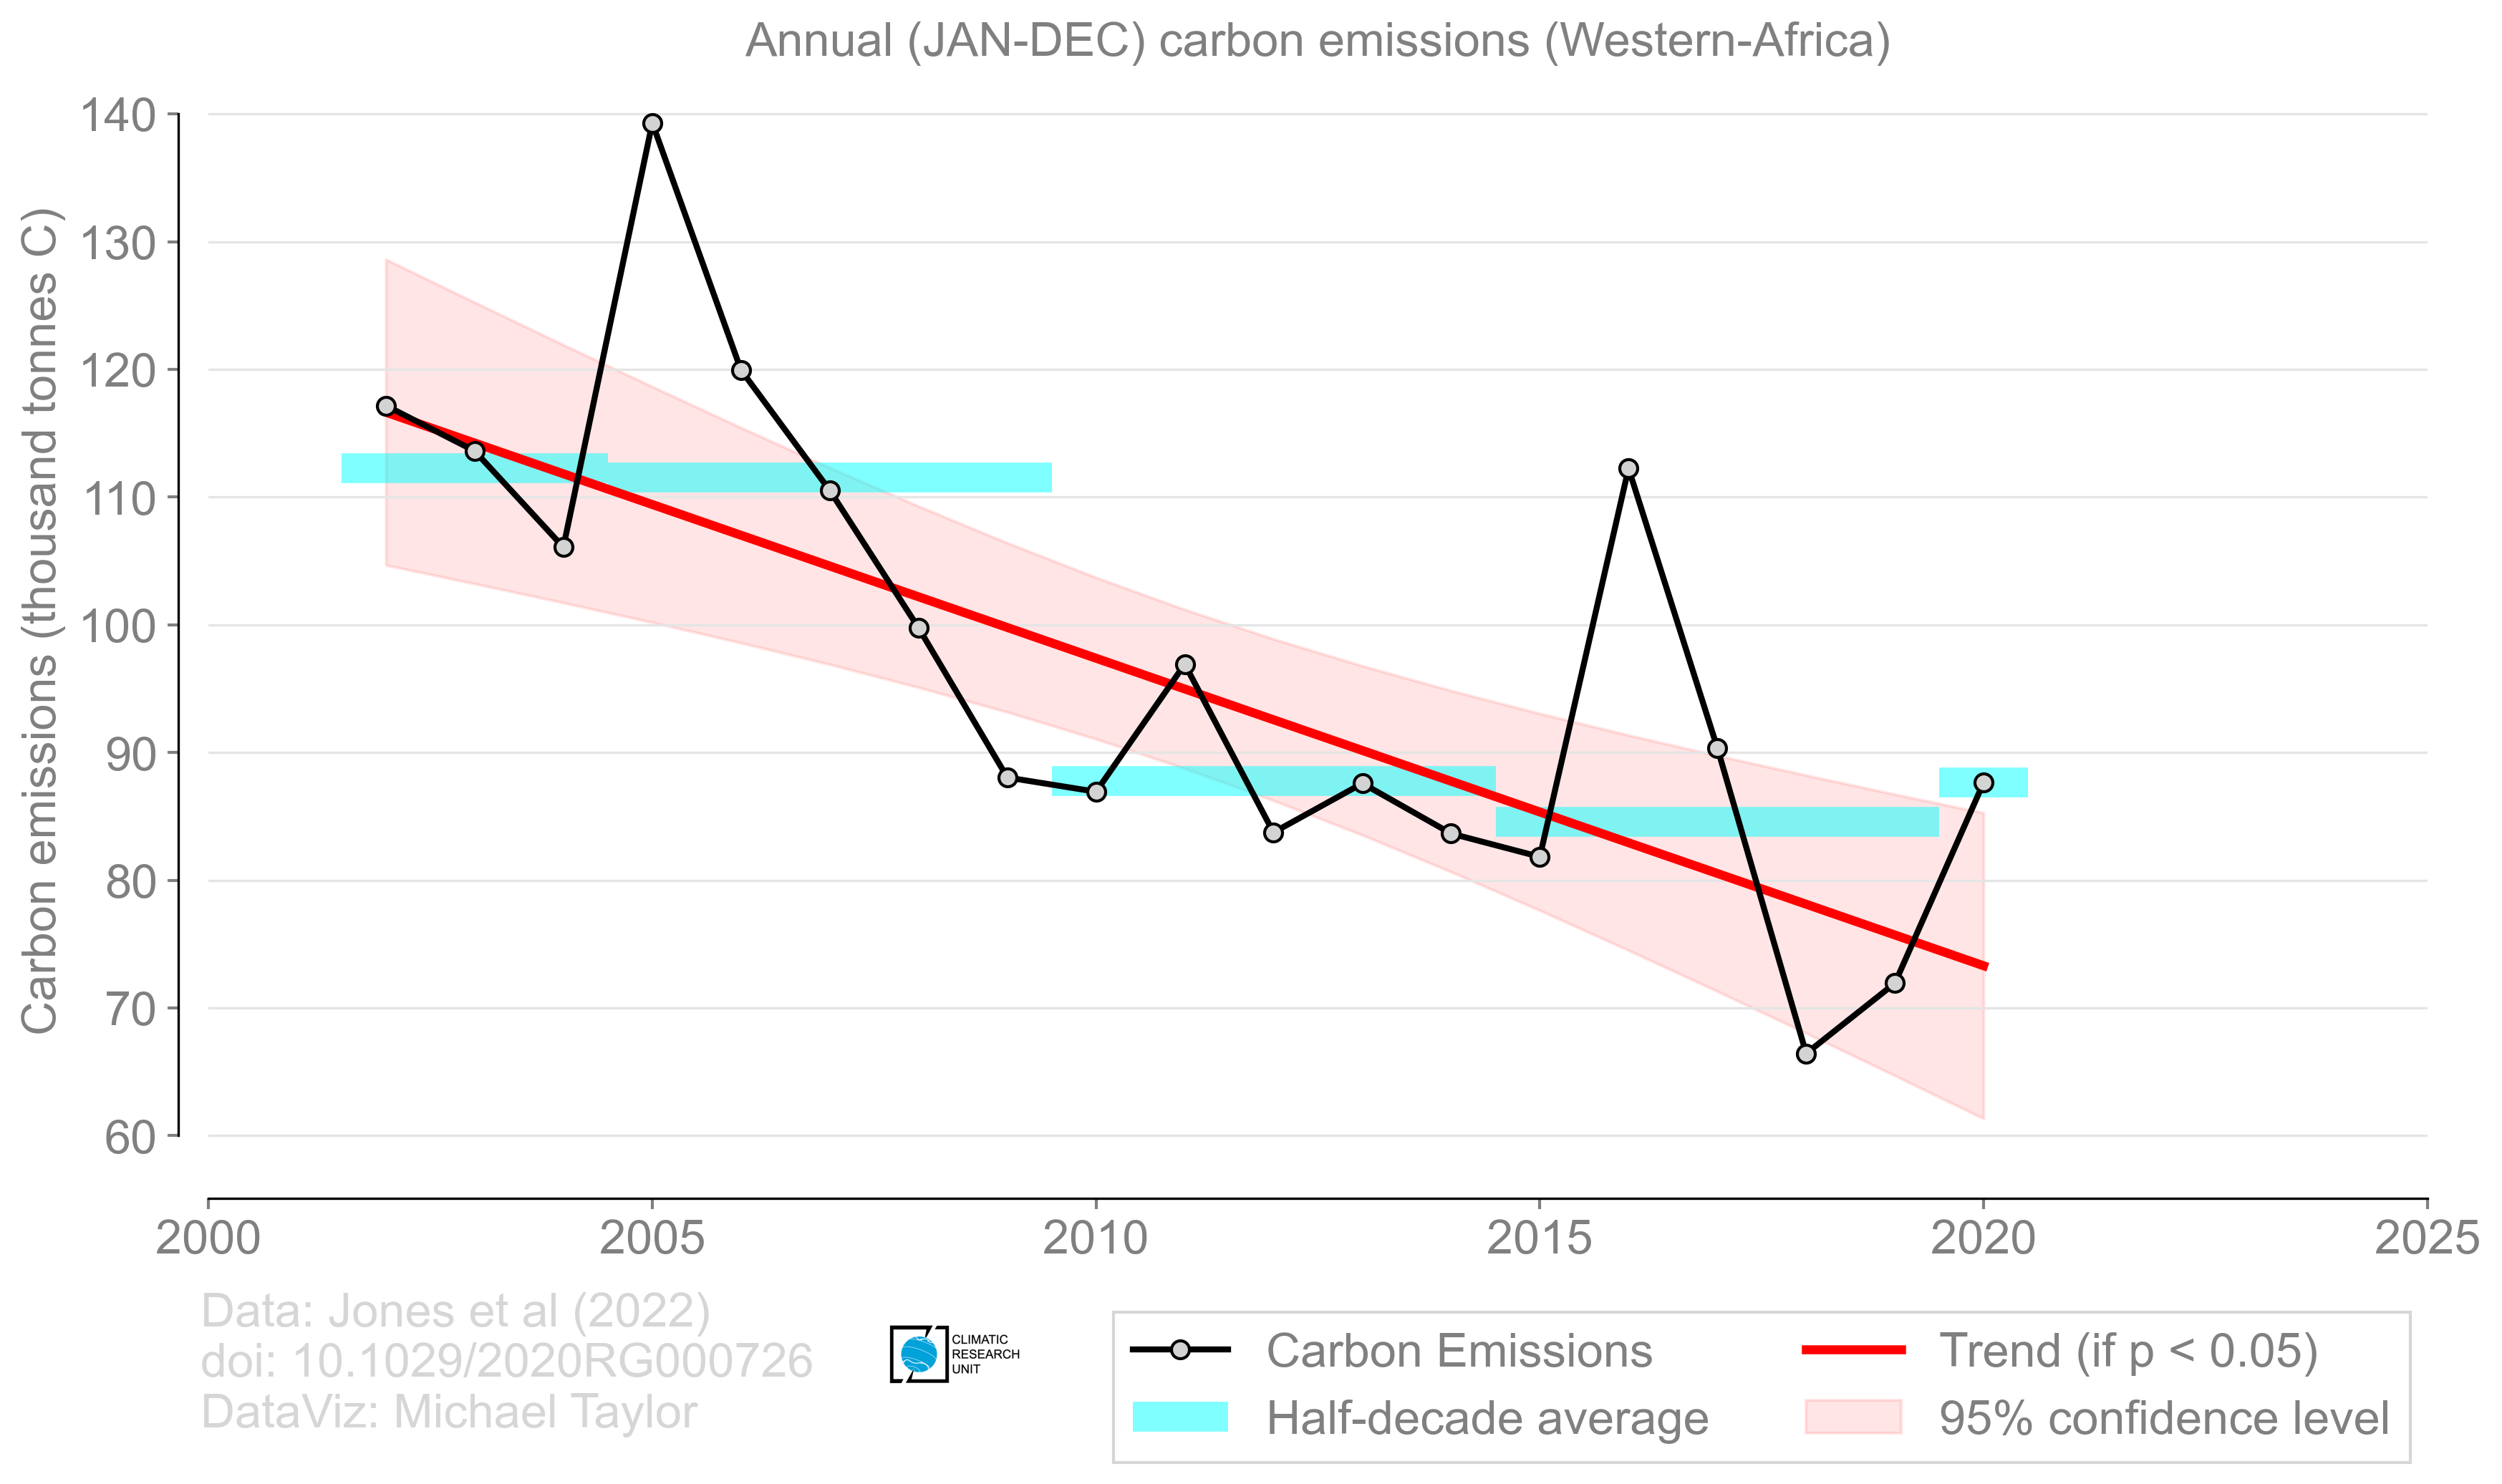 Annual (JAN-DEC) carbon emissions (Western-Africa)
Carbon emissions (thousand tonnes C)
140
130
120
110
100
90
80
70
60
2000 2005 2010 2015 2020 2025
Data: Jones et al (2022)
doi: 10.1029/2020RG000726
DataViz: Michael Taylor
CLIMATIC
RESEARCH
UNIT
Carbon Emissions
Half-decade average
Trend (if p < 0.05)
95% confidence level